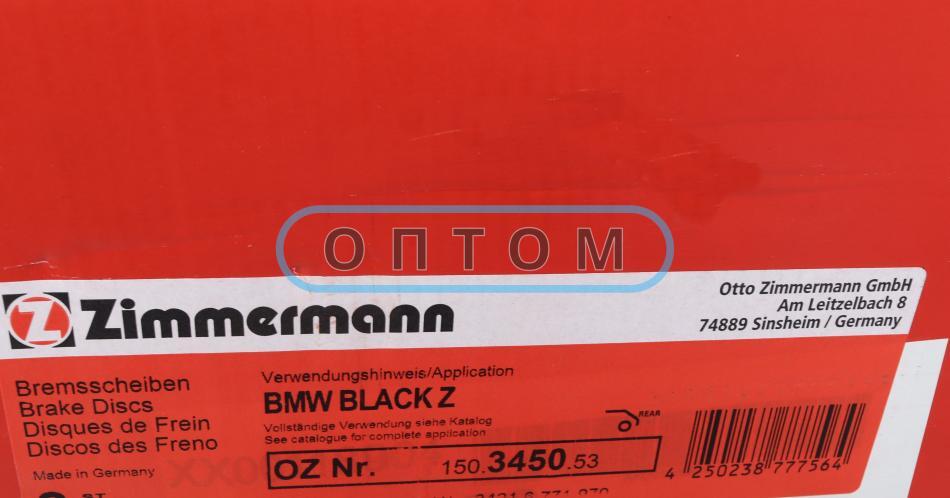 ОПТОМ
Zimmermann
Otto Zimmermann GmbH
Am Leitzelbach 8
74889 Sinsheim / Germany
Bremsscheiben
Brake Discs
Disques de Frein
Discos des Freno
Made in Germany
Verwendungshinweis/Application
BMW BLACK Z
Vollständige Verwendung siehe Katalog
See catalogue for complete application
REAR
OZ Nr. 150.3450.53
4 250238 777564